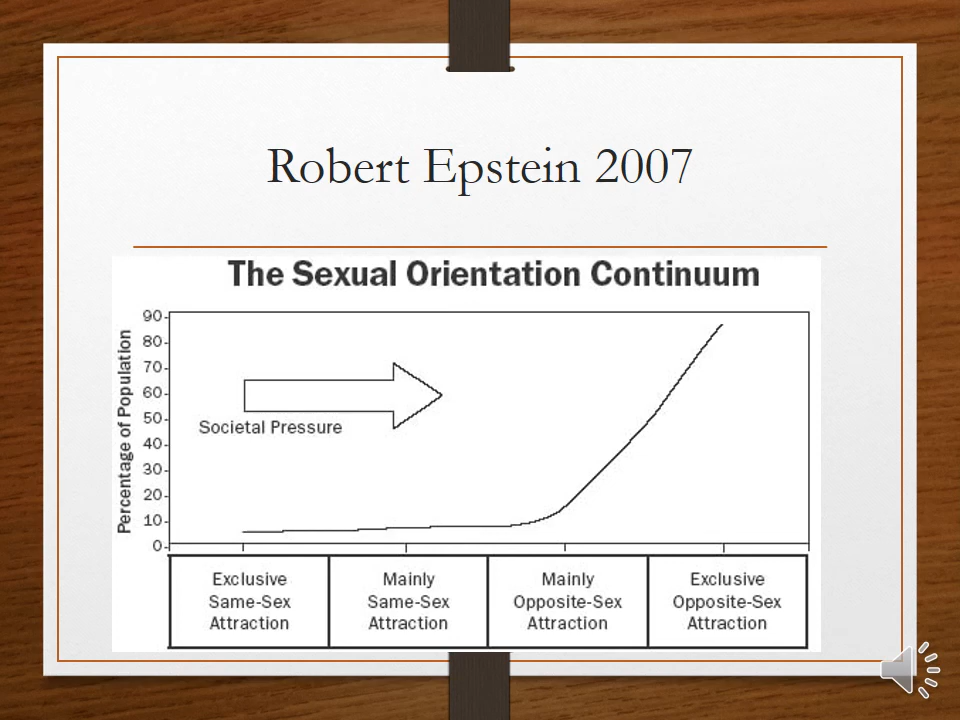 Robert Epstein 2007
The Sexual Orientation Continuum
Percentage of Population
90
80
70
60
50
40
30
20
10
0
Societal Pressure
Exclusive
Same-Sex
Attraction
Mainly
Same-Sex
Attraction
Mainly
Opposite-Sex
Attraction
Exclusive
Opposite-Sex
Attraction